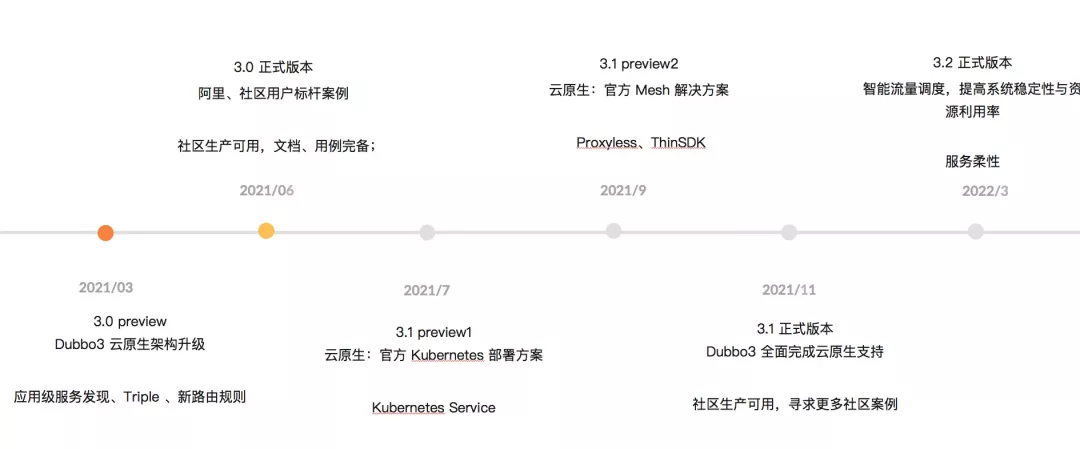 3.0 正式版本
阿里、社区用户标杆案例
社区生产可用，文档、用例完备；
2021/06
3.1 preview2
云原生：官方 Mesh 解决方案
Proxyless、ThinSDK
2021/9
3.2 正式版本
智能流量调度，提高系统稳定性与资
源利用率
服务柔性
2022/3
2021/03
3.0 preview
Dubbo3 云原生架构升级
应用级服务发现、Triple 、新路由规则
2021/7
3.1 preview1
云原生：官方 Kubernetes 部署方案
Kubernetes Service
2021/11
3.1 正式版本
Dubbo3 全面完成云原生支持
社区生产可用，寻求更多社区案例